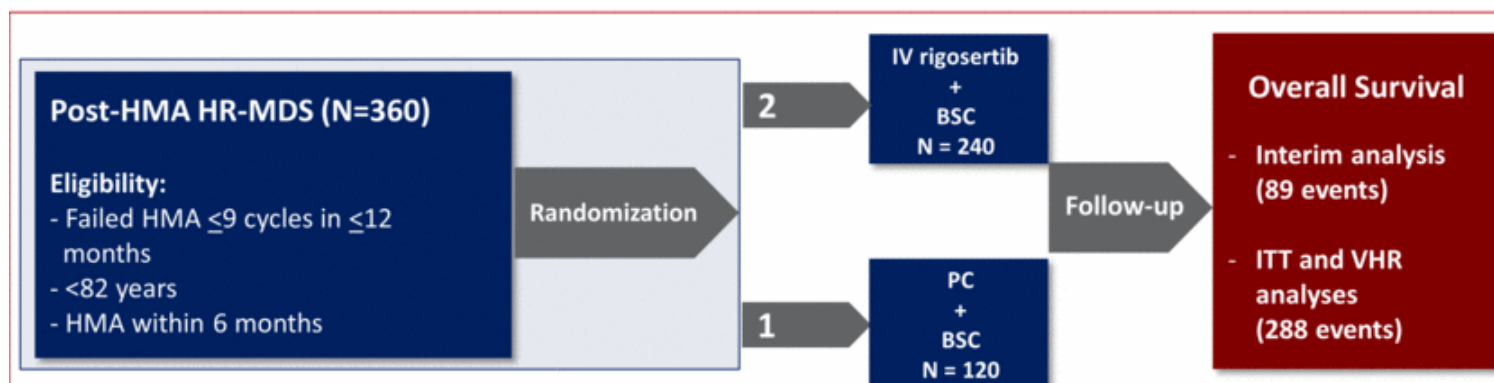 Post-HMA HR-MDS (N=360)
Eligibility:
- Failed HMA ≤9 cycles in ≤12
months
- <82 years
- HMA within 6 months
Randomization
2
1
IV rigosertib
+
BSC
N = 240
PC
+
BSC
N = 120
Follow-up
Overall Survival
- Interim analysis
(89 events)
- ITT and VHR
analyses
(288 events)